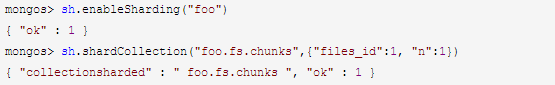 mongos> sh.enableSharding("foo")
{ "ok" : 1 }
mongos> sh.shardCollection("foo.fs.chunks",{"files_id":1, "n":1})
{ "collectionsharded" : " foo.fs.chunks ", "ok" : 1 }